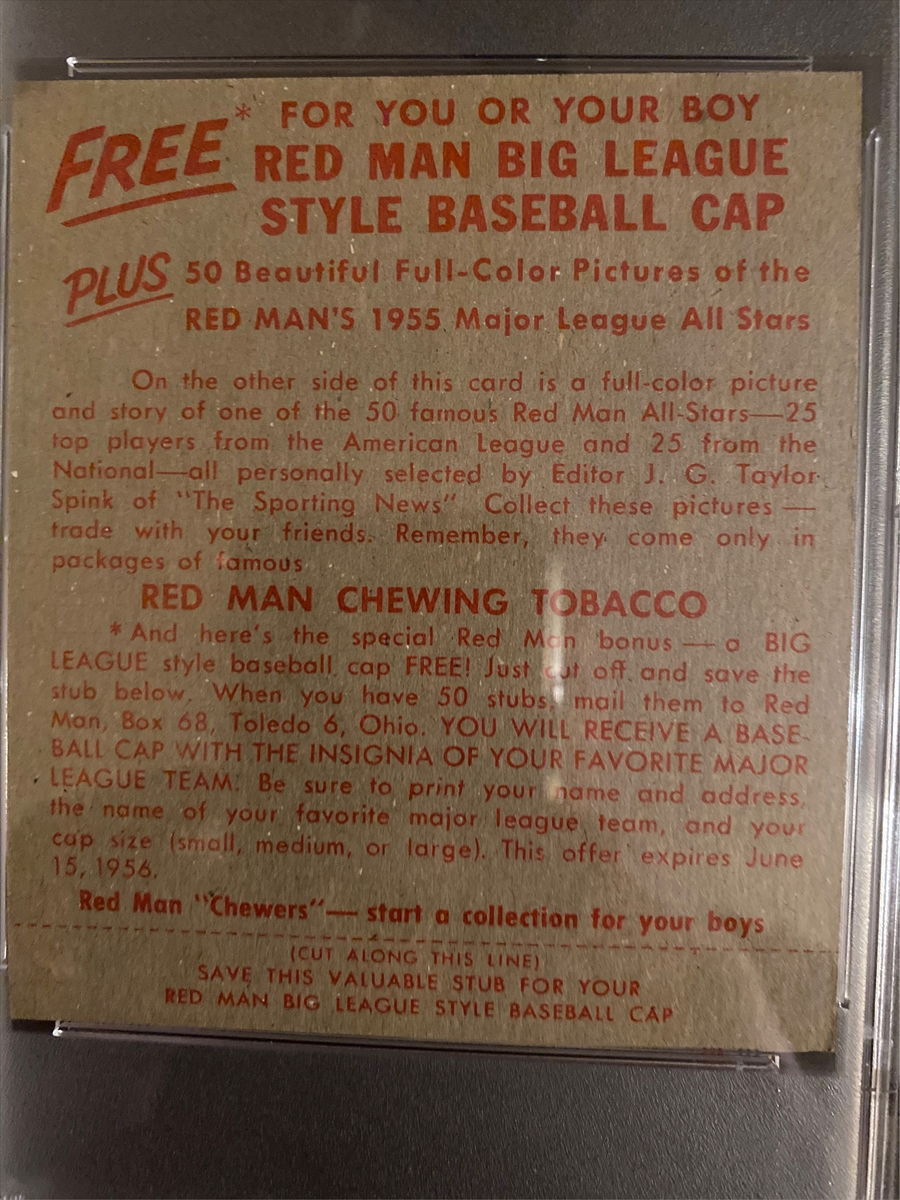 FREE* FOR YOU OR YOUR BOY
RED MAN BIG LEAGUE
STYLE BASEBALL CAP
PLUS 50 Beautiful Full-Color Pictures of the
RED MAN'S 1955 Major League All Stars
On the other side of this card is a full-color picture
and story of one of the 50 famous Red Man All-Stars—25
top players from the American League and 25 from the
National—all personally selected by Editor J. G. Taylor
Spink of "The Sporting News" Collect these pictures —
trade with your friends. Remember, they come only in
packages of famous
RED MAN CHEWING TOBACCO
* And here's the special Red Man bonus — a BIG
LEAGUE style baseball cap FREE! Just cut off and save the
stub below. When you have 50 stubs, mail them to Red
Man, Box 68, Toledo 6, Ohio. YOU WILL RECEIVE A BASE-
BALL CAP WITH THE INSIGNIA OF YOUR FAVORITE MAJOR
LEAGUE TEAM. Be sure to print your name and address,
the name of your favorite major league team, and your
cap size (small, medium, or large). This offer expires June
15, 1956.
Red Man "Chewers"— start a collection for your boys
(CUT ALONG THIS LINE)
SAVE THIS VALUABLE STUB FOR YOUR
RED MAN BIG LEAGUE STYLE BASEBALL CAP